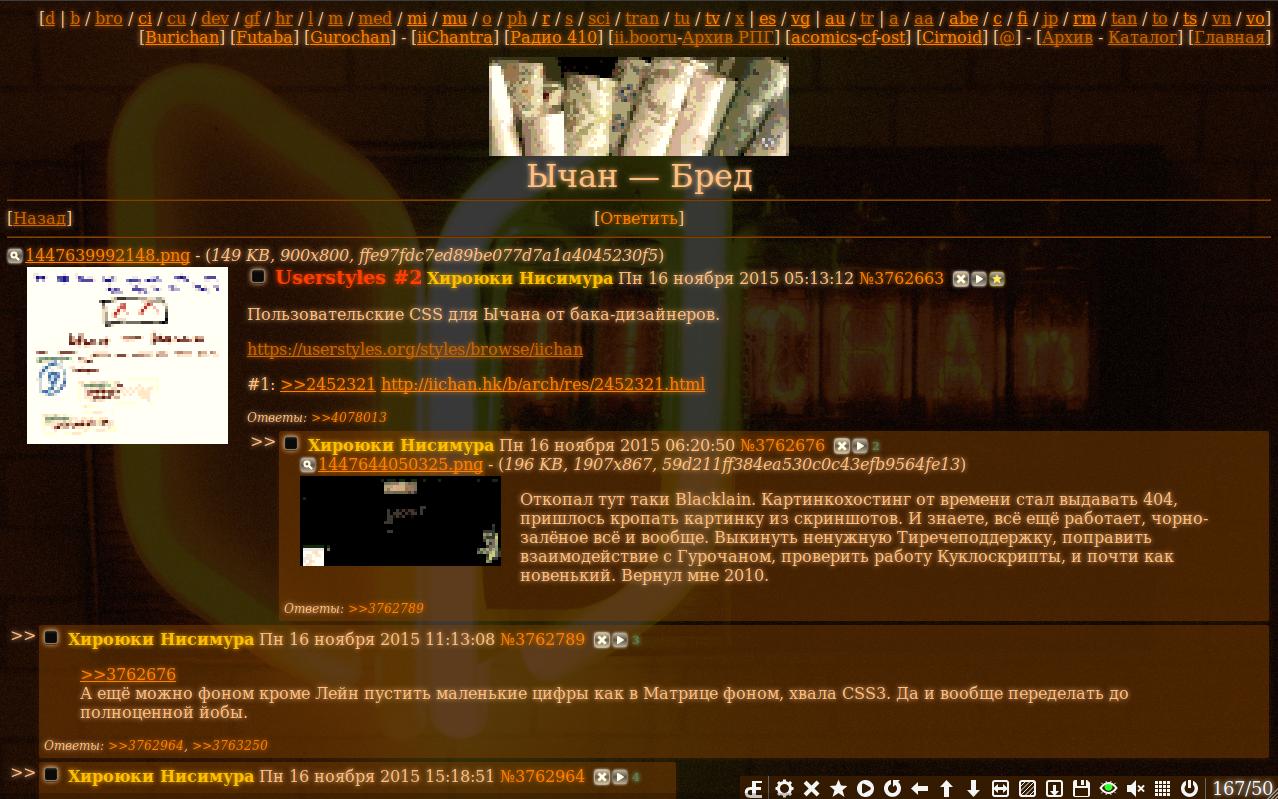 [d | b / bro / ci / cu / dev / gf / hr / l / m / med / mi / mu / o / ph / r / s / sci / tran / tu / tv / x | es / vg | au / tr | a / aa / abe / c / fi / jp / rm / tan / to / ts / vn / vo]
[Burichan] [Futaba] [Gurochan] - [iiChantra] [Радио 410] [ii.booru-Архив РПГ] [acomics-cf-ost] [Cirnoid] [@] - [Архив - Каталог] [Главная]
Ычан — Бред
[Назад] [Ответить]
1447639992148.png - (149 KB, 900x800, ffe97fdc7ed89be077d7a1a4045230f5)
Userstyles #2 Хироюки Нисимура Пн 16 ноября 2015 05:13:12 №3762663
Пользовательские CSS для Ычана от бака-дизайнеров.
https://userstyles.org/styles/browse/iichan
#1: >>2452321 http://iichan.hk/b/arch/res/2452321.html
Ответы: >>4078013
>> Хироюки Нисимура Пн 16 ноября 2015 06:20:50 №3762676 2
1447644050325.png - (196 KB, 1907x867, 59d211ff384ea530c0c43efb9564fe13)
Откопал тут таки Blacklain. Картинкохостинг от времени стал выдавать 404,
пришлось кропать картинку из скриншотов. И знаете, всё ещё работает, чорно-
залёное всё и вообще. Выкинуть ненужную Тиречеподдержку, поправить
взаимодействие с Гурочаном, проверить работу Куклоскрипты, и почти как
новенький. Вернул мне 2010.
Ответы: >>3762789
>> Хироюки Нисимура Пн 16 ноября 2015 11:13:08 №3762789 3
>>3762676
А ещё можно фоном кроме Лейн пустить маленькие цифры как в Матрице фоном, хвала CSS3. Да и вообще переделать до
полноценной йобы.
Ответы: >>3762964, >>3763250
>> Хироюки Нисимура Пн 16 ноября 2015 15:18:51 №3762964 4
167/50